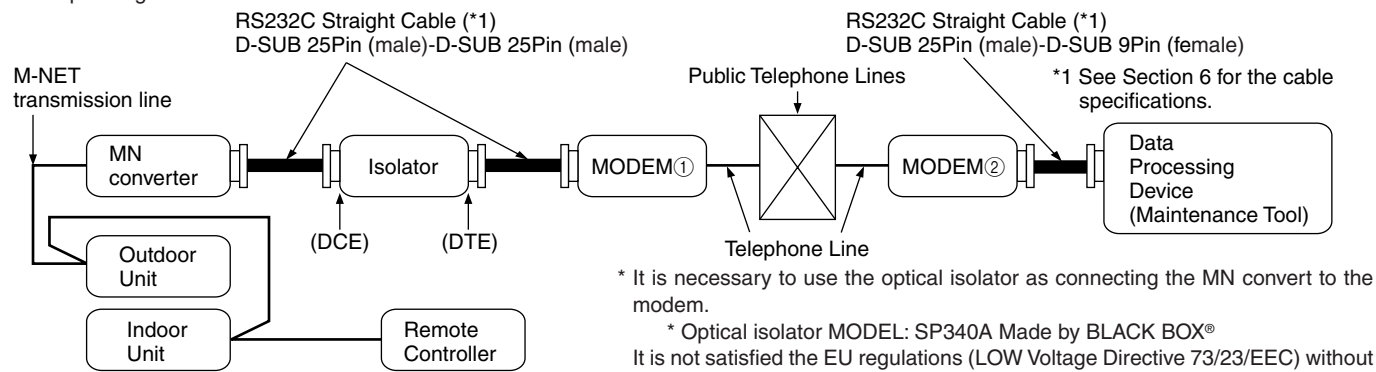 RS232C Straight Cable (*1)
D-SUB 25Pin (male)-D-SUB 25Pin (male)
RS232C Straight Cable (*1)
D-SUB 25Pin (male)-D-SUB 9Pin (female)
M-NET
transmission line
Public Telephone Lines
*1 See Section 6 for the cable
specifications.
MN
converter
Isolator
MODEM①
MODEM②
Data
Processing
Device
(Maintenance Tool)
(DCE)
(DTE)
Telephone Line
Outdoor
Unit
Indoor
Unit
Remote
Controller
* It is necessary to use the optical isolator as connecting the MN convert to the
modem.
* Optical isolator MODEL: SP340A Made by BLACK BOX®
It is not satisfied the EU regulations (LOW Voltage Directive 73/23/EEC) without